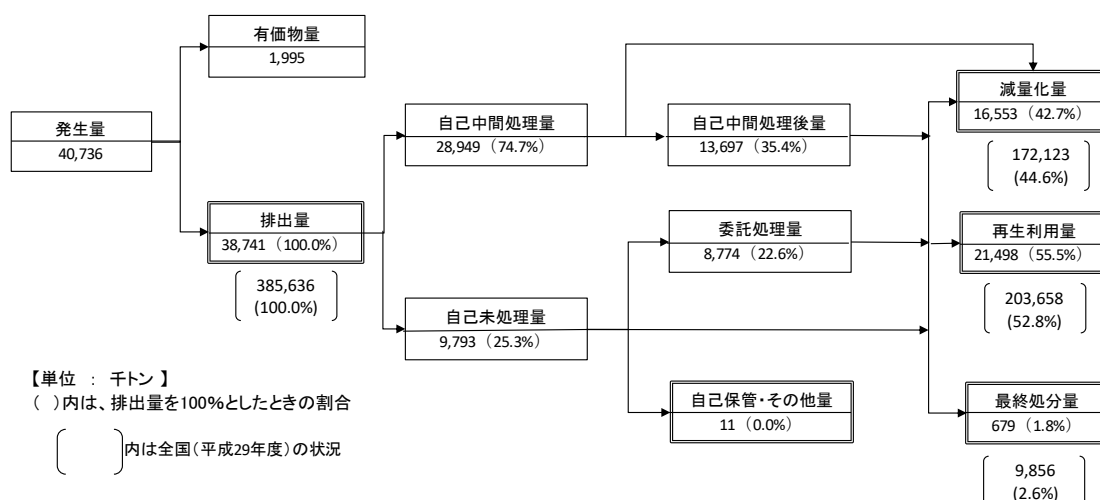 有価物量
1,995
発生量
40,736
排出量
38,741（100.0%）
385,636
(100.0%)
自己中間処理量
28,949（74.7%）
自己未処理量
9,793（25.3%）
自己中間処理後量
13,697（35.4%）
委託処理量
8,774（22.6%）
自己保管・その他量
11（0.0%）
減量化量
16,553（42.7%）
172,123
(44.6%)
再生利用量
21,498（55.5%）
203,658
(52.8%)
最終処分量
679（1.8%）
9,856
(2.6%)
【単位 ： 千トン 】
（ ）内は、排出量を100%としたときの割合
内は全国（平成29年度）の状況